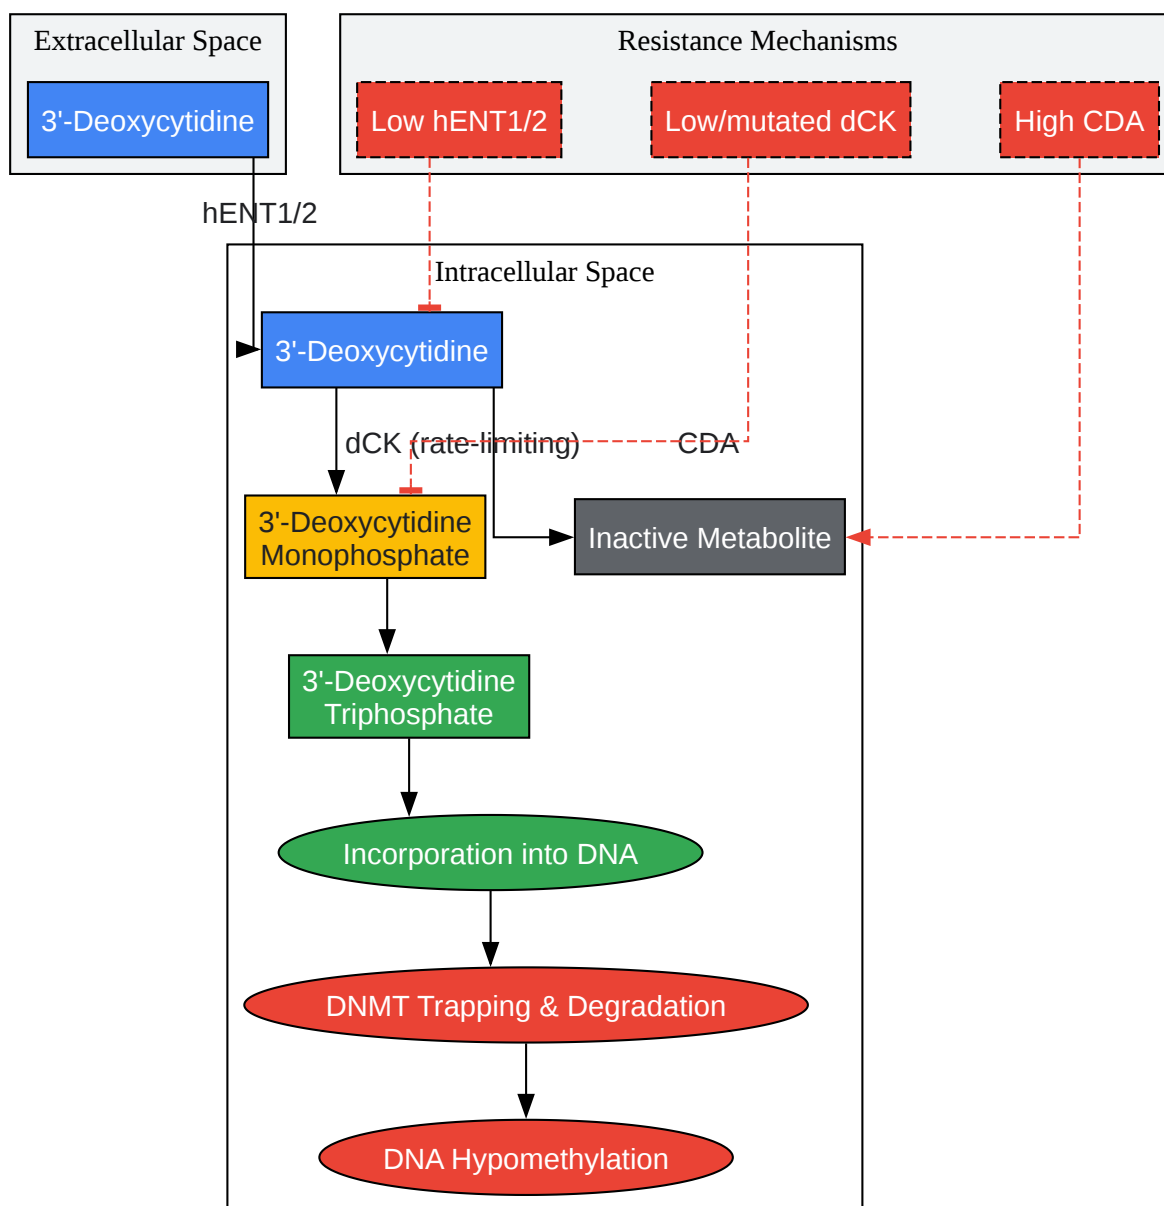 Extracellular Space
Resistance Mechanisms
3'-Deoxycytidine
Low hENT1/2
Low/mutated dCK
High CDA
hENT1/2
Intracellular Space
3'-Deoxycytidine
dCK (rate-limiting)
CDA
3'-Deoxycytidine
Monophosphate
Inactive Metabolite
3'-Deoxycytidine
Triphosphate
Incorporation into DNA
DNMT Trapping & Degradation
DNA Hypomethylation